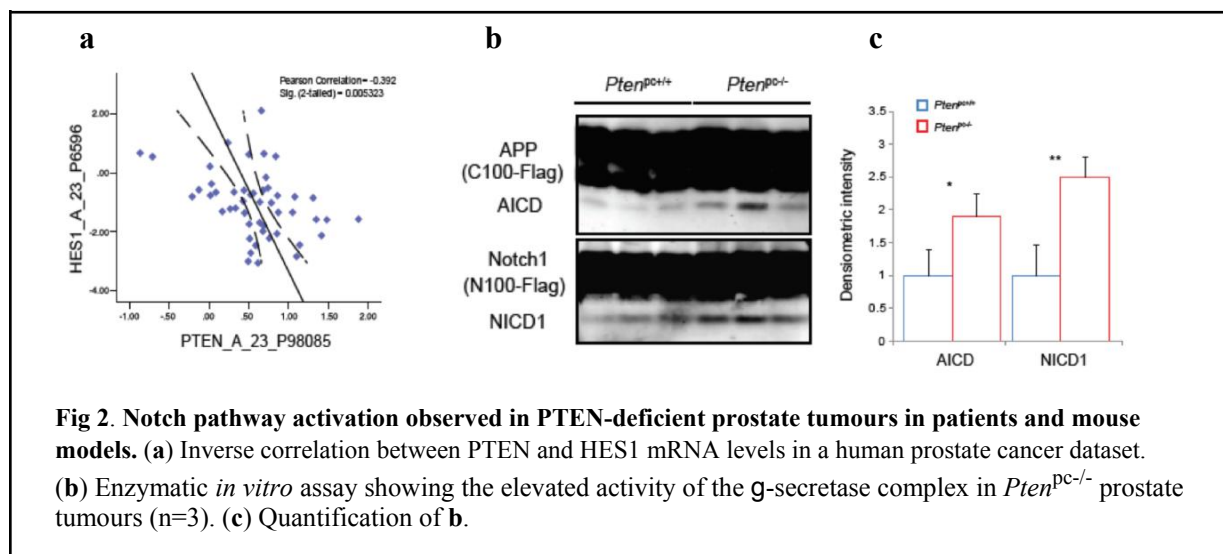 a
Pearson Correlation= -0.392
Sig. (2-tailed) = 0.005323
HES1_A_23_P6596
2.00
.00
-2.00
-4.00
-1.00 -.50 .00 .50 1.00 1.50 2.00
PTEN_A_23_P98085
b
Ptenpc+/+ Ptenpc-/-
APP
(C100-Flag)
AICD
Notch1
(N100-Flag)
NICD1
c
Densiometric intensity
3.5
3
2.5
2
1.5
1
0.5
0
Ptenpc+/+
Ptenpc-/-
*
**
AICD NICD1
Fig 2. Notch pathway activation observed in PTEN-deficient prostate tumours in patients and mouse
models. (a) Inverse correlation between PTEN and HES1 mRNA levels in a human prostate cancer dataset.
(b) Enzymatic in vitro assay showing the elevated activity of the g-secretase complex in Ptenpc-/- prostate
tumours (n=3). (c) Quantification of b.